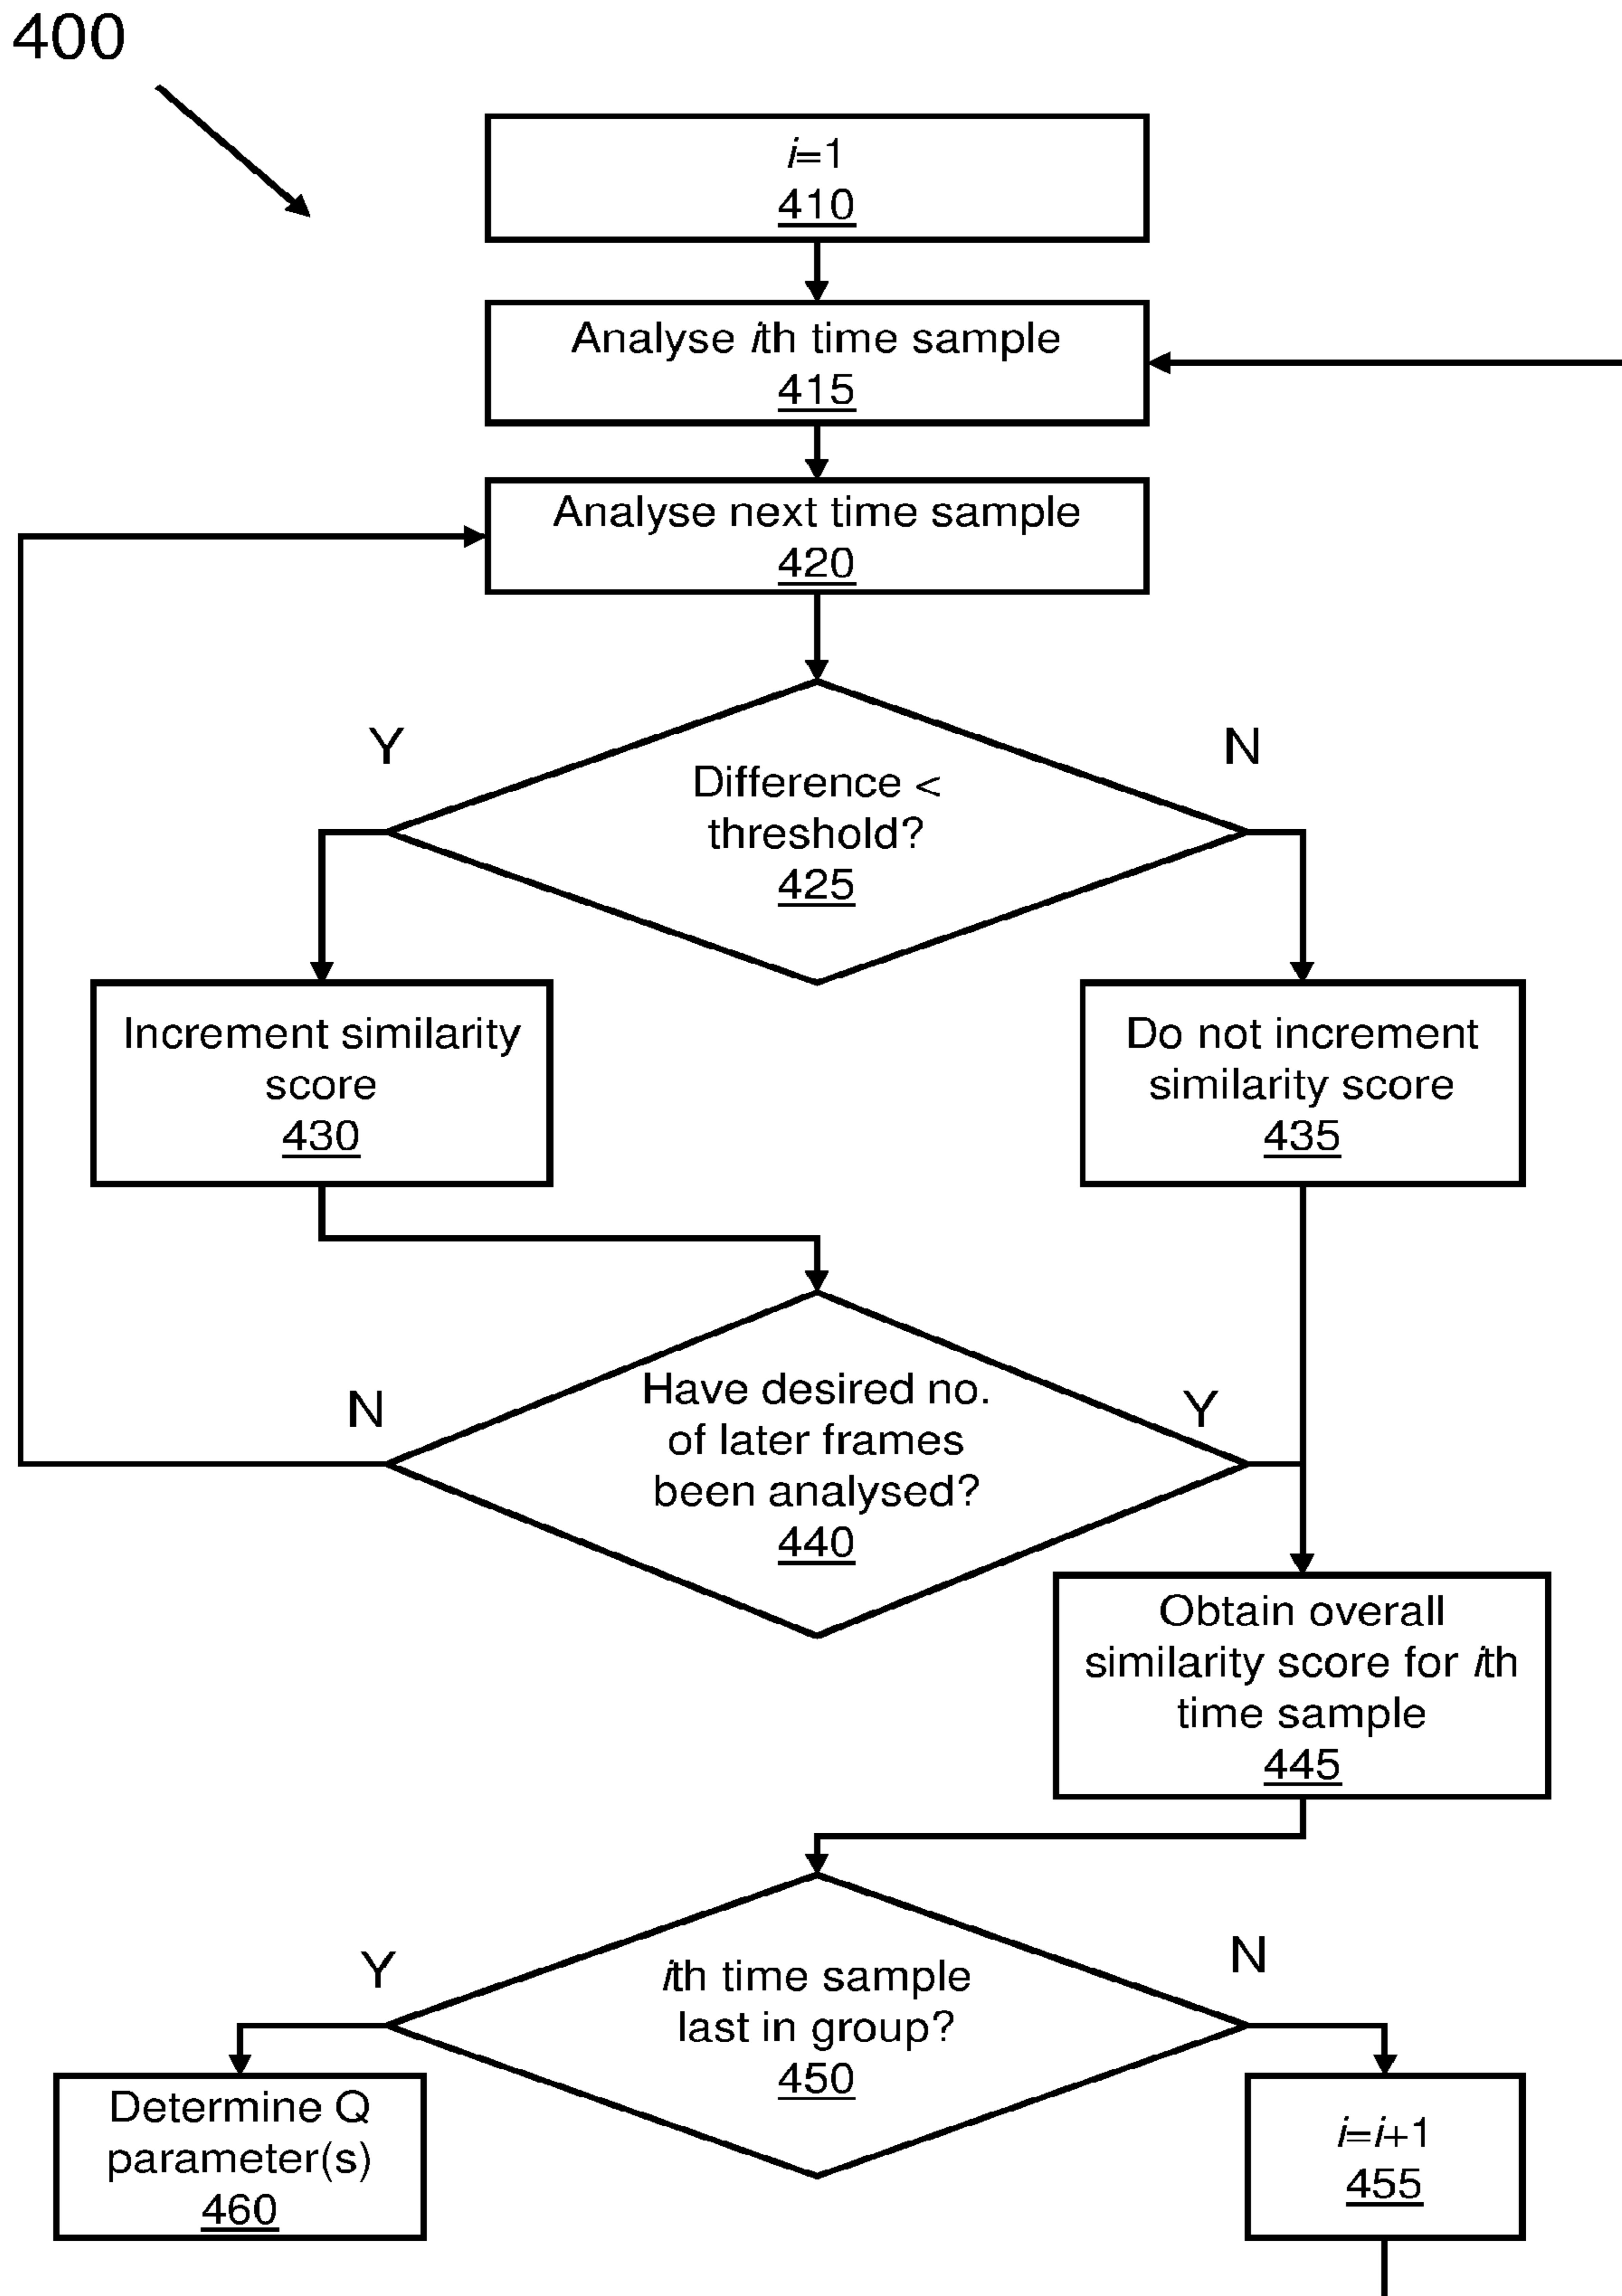 400
i=1
410
Analyse ith time sample
415
Analyse next time sample
420
Y
N
Difference <
threshold?
425
Increment similarity
score
430
Do not increment
similarity score
435
N
Have desired no.
of later frames
been analysed?
440
Y
Obtain overall
similarity score for ith
time sample
445
Y
ith time sample
last in group?
450
N
Determine Q
parameter(s)
460
i=i+1
455